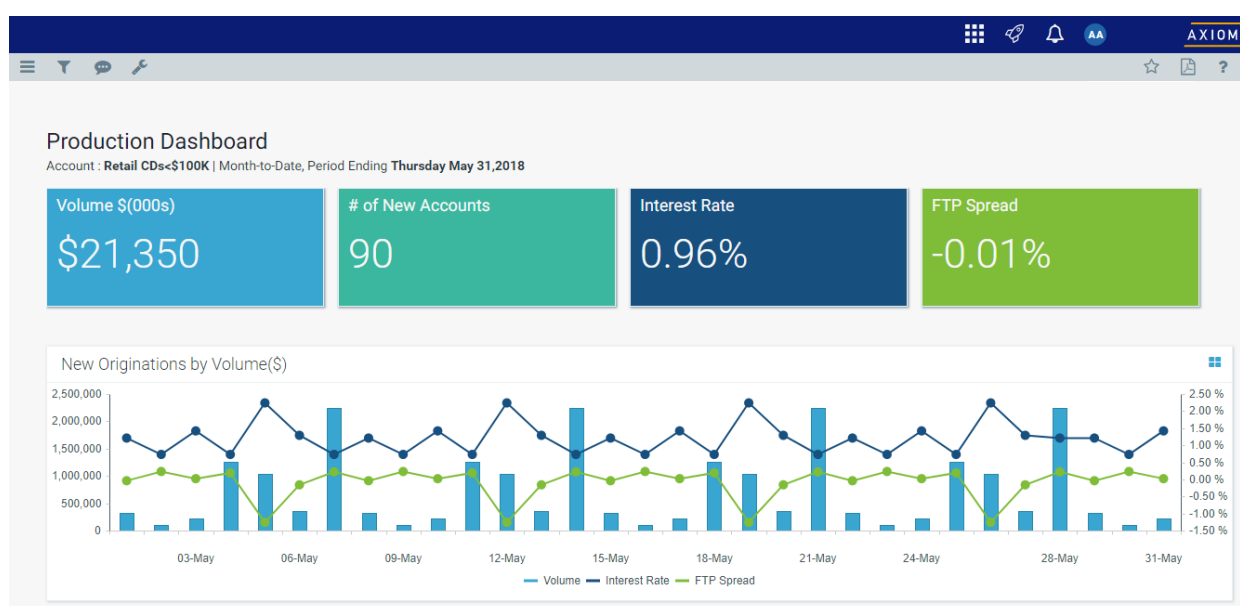 AA
AXIOM
?
Production Dashboard
Account : Retail CDs<$100K | Month-to-Date, Period Ending Thursday May 31,2018
Volume $(000s)
$21,350
# of New Accounts
90
Interest Rate
0.96%
FTP Spread
-0.01%
New Originations by Volume($)
2,500,000
2,000,000
1,500,000
1,000,000
500,000
0
2.50 %
2.00 %
1.50 %
1.00 %
0.50 %
0.00 %
-0.50 %
-1.00 %
-1.50 %
03-May 06-May 09-May 12-May 15-May 18-May 21-May 24-May 28-May 31-May
Volume Interest Rate FTP Spread